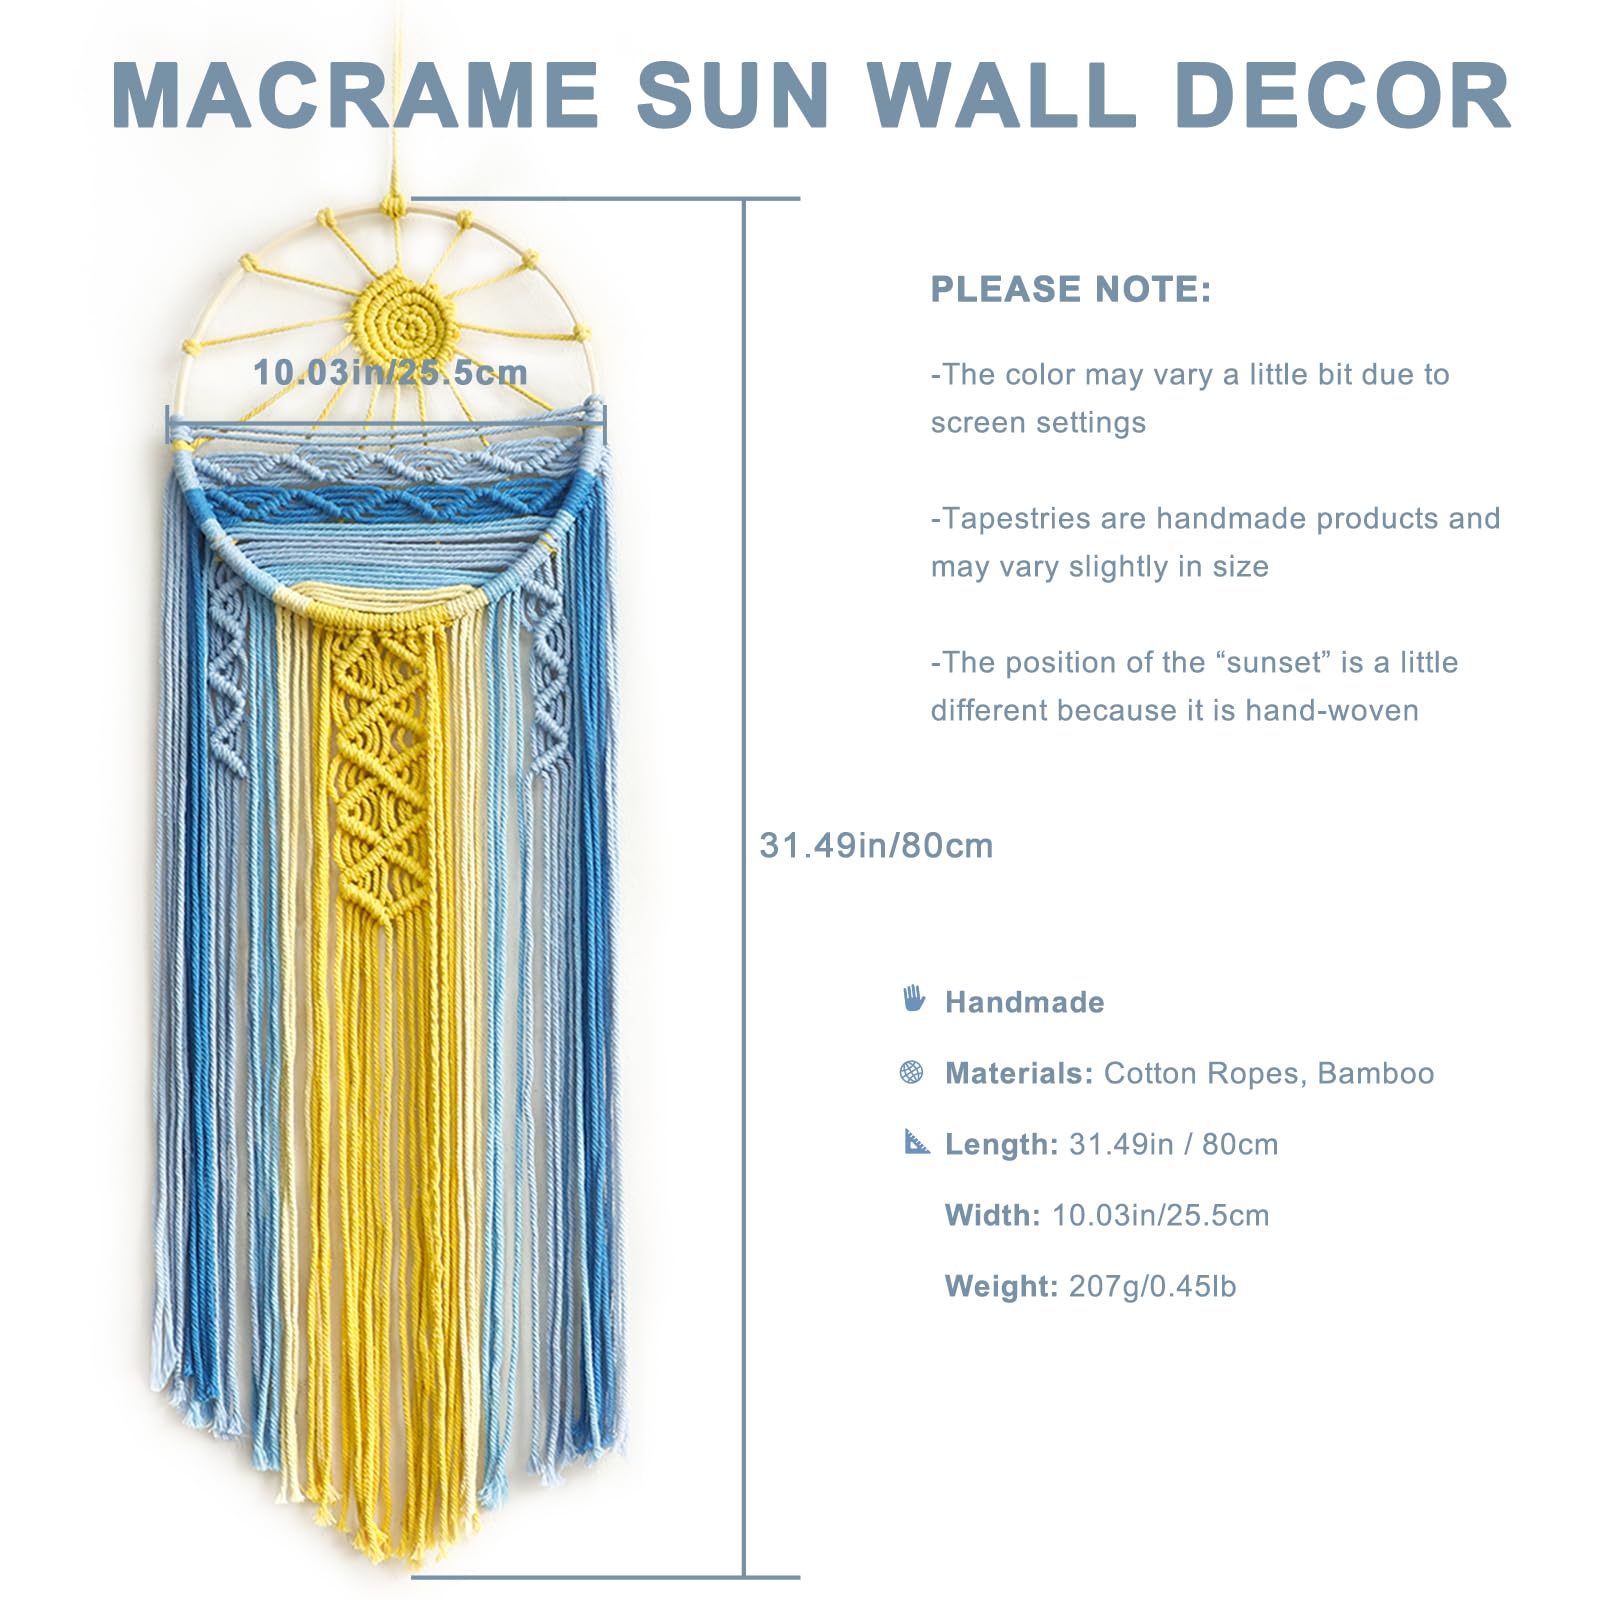 MACRAME SUN WALL DECOR
10.03in/25.5cm
PLEASE NOTE:
-The color may vary a little bit due to
screen settings
-Tapestries are handmade products and
may vary slightly in size
-The position of the “sunset” is a little
different because it is hand-woven
31.49in/80cm
Handmade
Materials: Cotton Ropes, Bamboo
Length: 31.49in / 80cm
Width: 10.03in/25.5cm
Weight: 207g/0.45lb